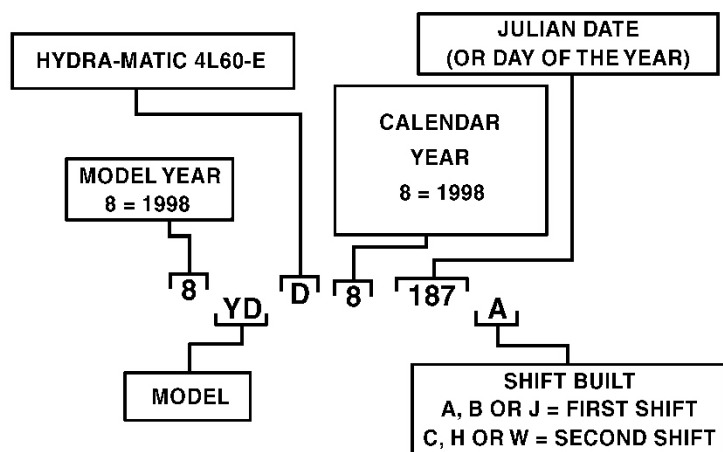 JULIAN DATE
(OR DAY OF THE YEAR)
HYDRA-MATIC 4L60-E
CALENDAR
YEAR
8 = 1998
MODEL YEAR
8 = 1998
8 YD D 8 187 A
MODEL
SHIFT BUILT
A, B OR J = FIRST SHIFT
C, H OR W = SECOND SHIFT